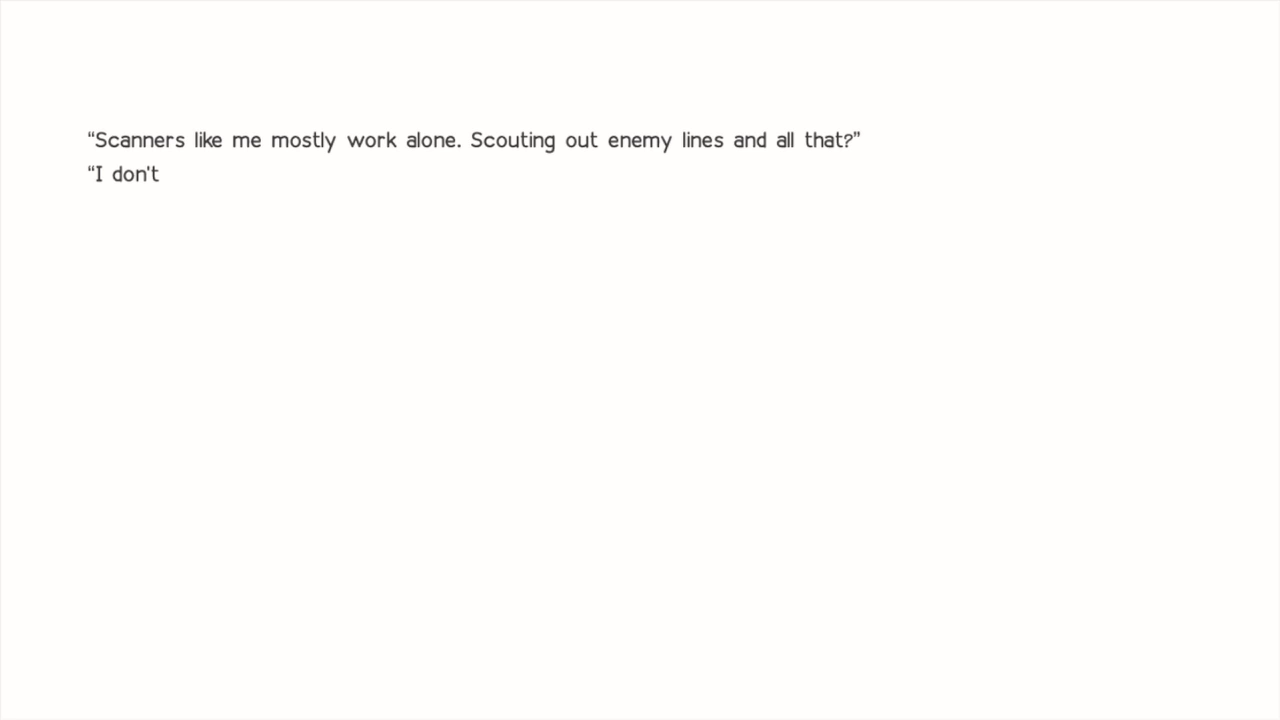 “Scanners like me mostly work alone. Scouting out enemy lines and all that?”
“I don't